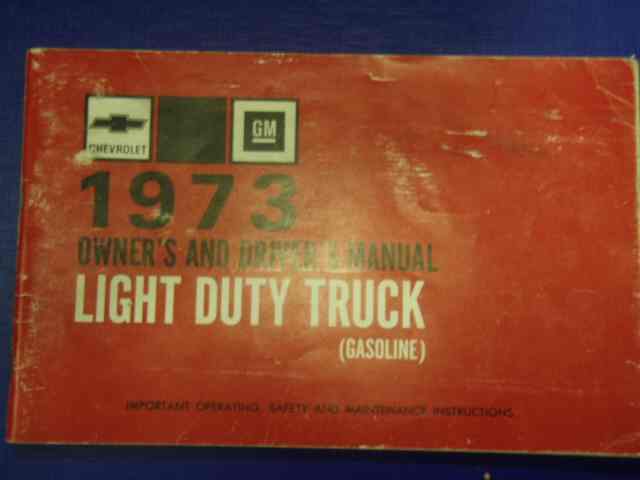 CHEVROLET
GM
1973
OWNER'S AND DRIVER'S MANUAL
LIGHT DUTY TRUCK
(GASOLINE)
IMPORTANT OPERATING, SAFETY AND MAINTENANCE INSTRUCTIONS.